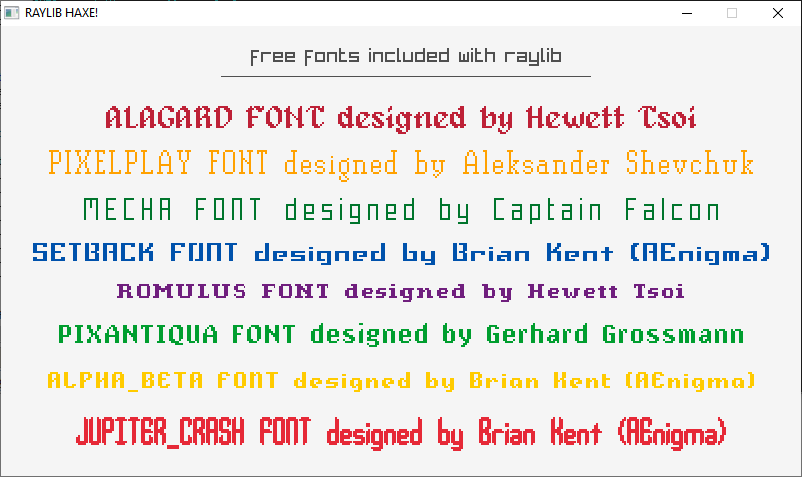 RAYLIB HAXE!
free fonts included with raylib
ALAGARD FONT designed by Hewett Tsoi
PIXELPLAY FONT designed by Aleksander Shevchuk
MECHA FONT designed by Captain Falcon
SETBACK FONT designed by Brian Kent (AEnigma)
ROMULUS FONT designed by Hewett Tsoi
PIXANTIQUA FONT designed by Gerhard Grossmann
ALPHA_BETA FONT designed by Brian Kent (AEnigma)
JUPITER_CRASH FONT designed by Brian Kent (AEnigma)